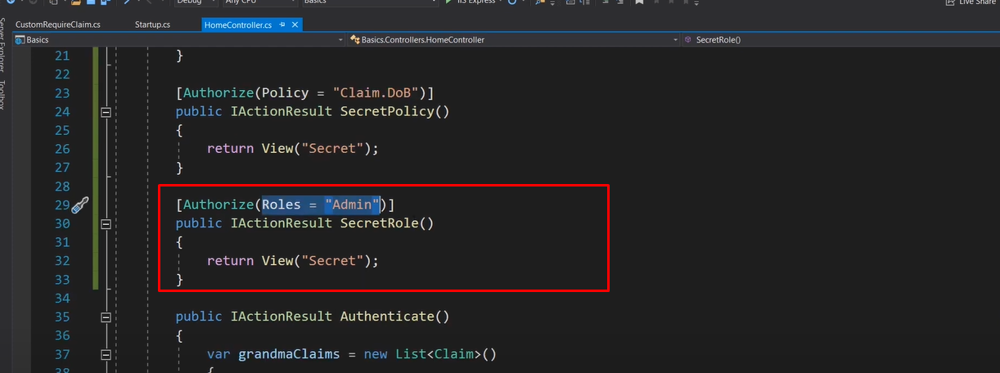 Debug Any CPU Basics IIS Express Live Share
CustomRequireClaim.cs Startup.cs HomeController.cs
Server Explorer
Toolbox
Basics Basics.Controllers.HomeController SecretRole()
21 }
22
23 [Authorize(Policy = "Claim.DoB")]
24 public IActionResult SecretPolicy()
25 {
26 return View("Secret");
27 }
28
29 [Authorize(Roles = "Admin")]
30 public IActionResult SecretRole()
31 {
32 return View("Secret");
33 }
34
35 public IActionResult Authenticate()
36 {
37 var grandmaClaims = new List<Claim>()
38 {